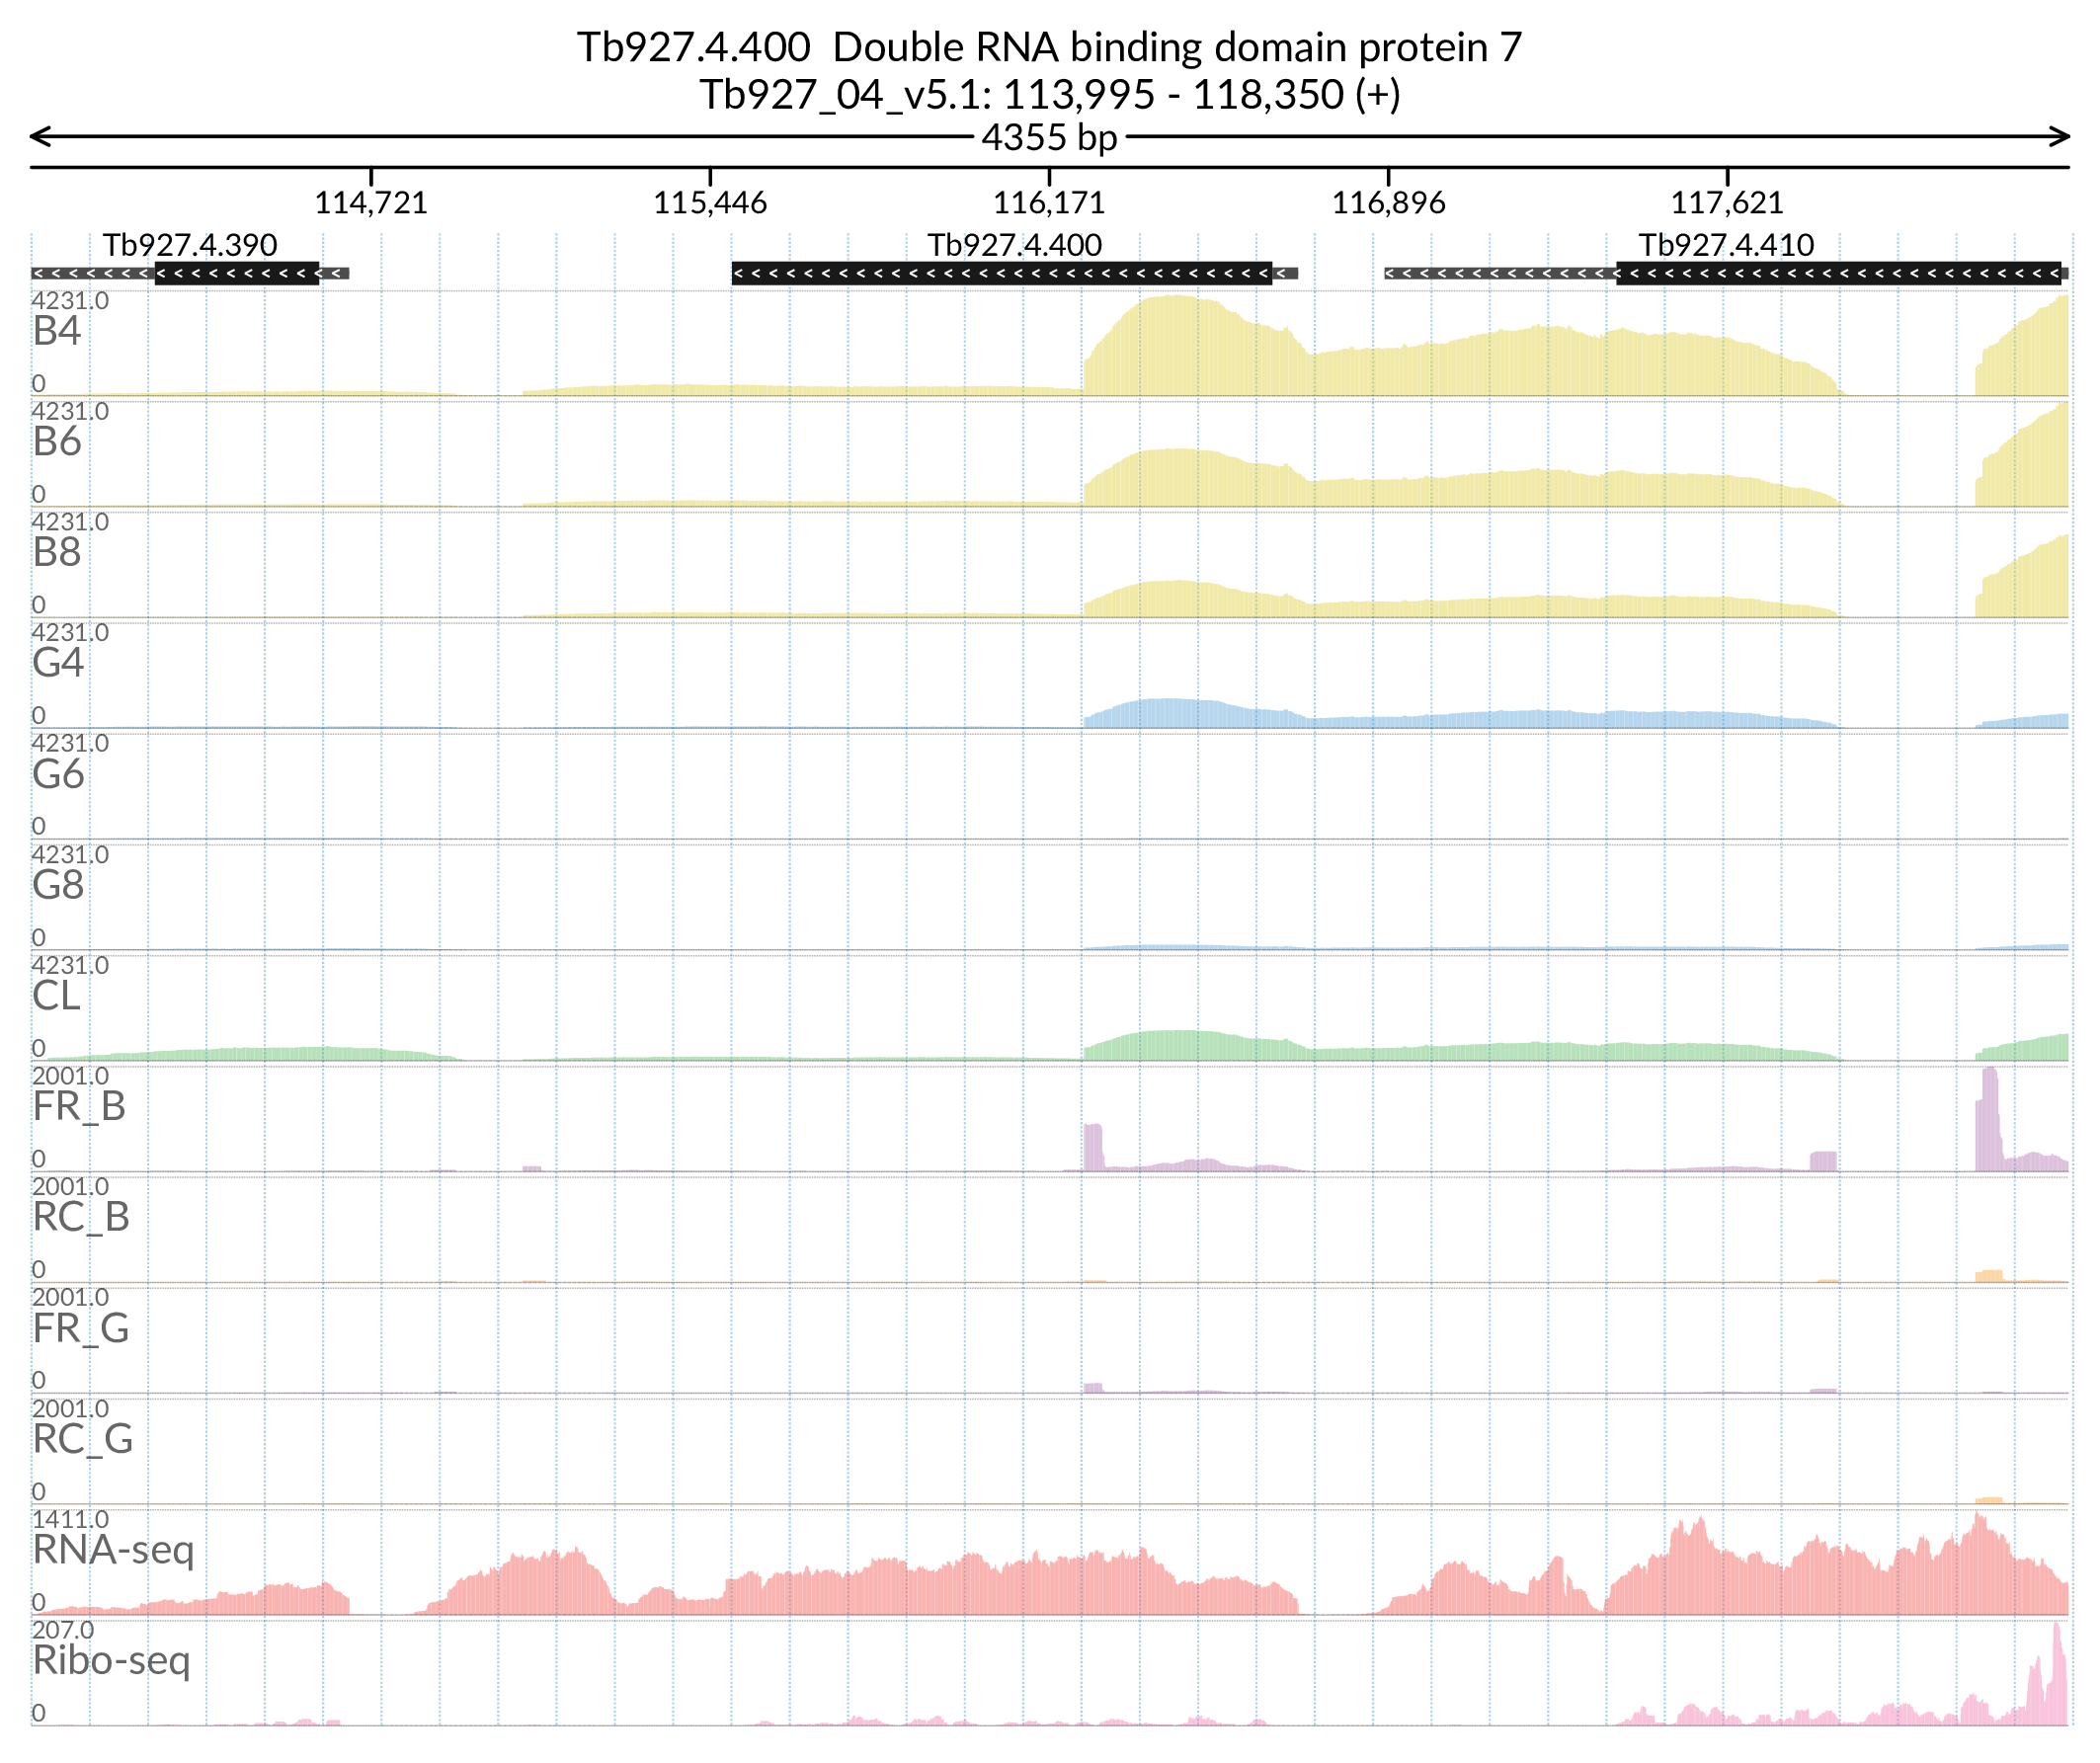 Tb927.4.400  Double RNA binding domain protein 7
Tb927_04_v5.1: 113,995 - 118,350 (+)
4355 bp
114,721 115,446 116,171 116,896 117,621
Tb927.4.390 Tb927.4.400 Tb927.4.410
4231.0
B4
0
4231.0
B6
0
4231.0
B8
0
4231.0
G4
0
4231.0
G6
0
4231.0
G8
0
4231.0
CL
0
2001.0
FR_B
0
2001.0
RC_B
0
2001.0
FR_G
0
2001.0
RC_G
0
1411.0
RNA-seq
0
207.0
Ribo-seq
0